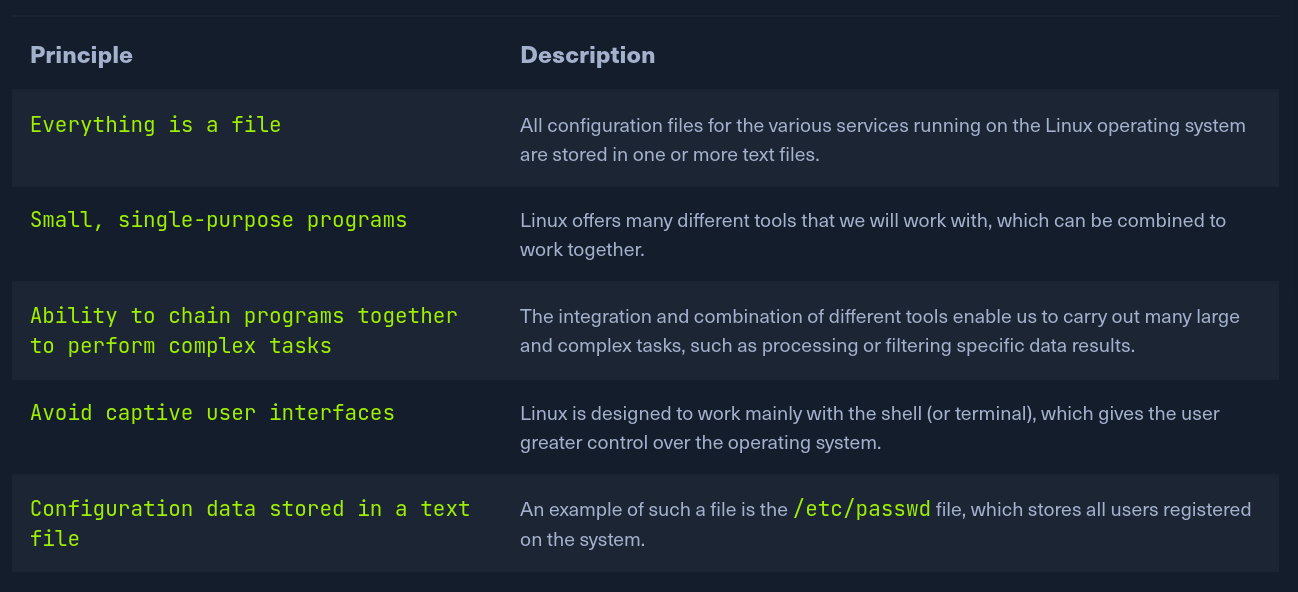 Principle Description
Everything is a file
All configuration files for the various services running on the Linux operating system
are stored in one or more text files.
Small, single-purpose programs
Linux offers many different tools that we will work with, which can be combined to
work together.
Ability to chain programs together
to perform complex tasks
The integration and combination of different tools enable us to carry out many large
and complex tasks, such as processing or filtering specific data results.
Avoid captive user interfaces
Linux is designed to work mainly with the shell (or terminal), which gives the user
greater control over the operating system.
Configuration data stored in a text
file
An example of such a file is the /etc/passwd file, which stores all users registered
on the system.